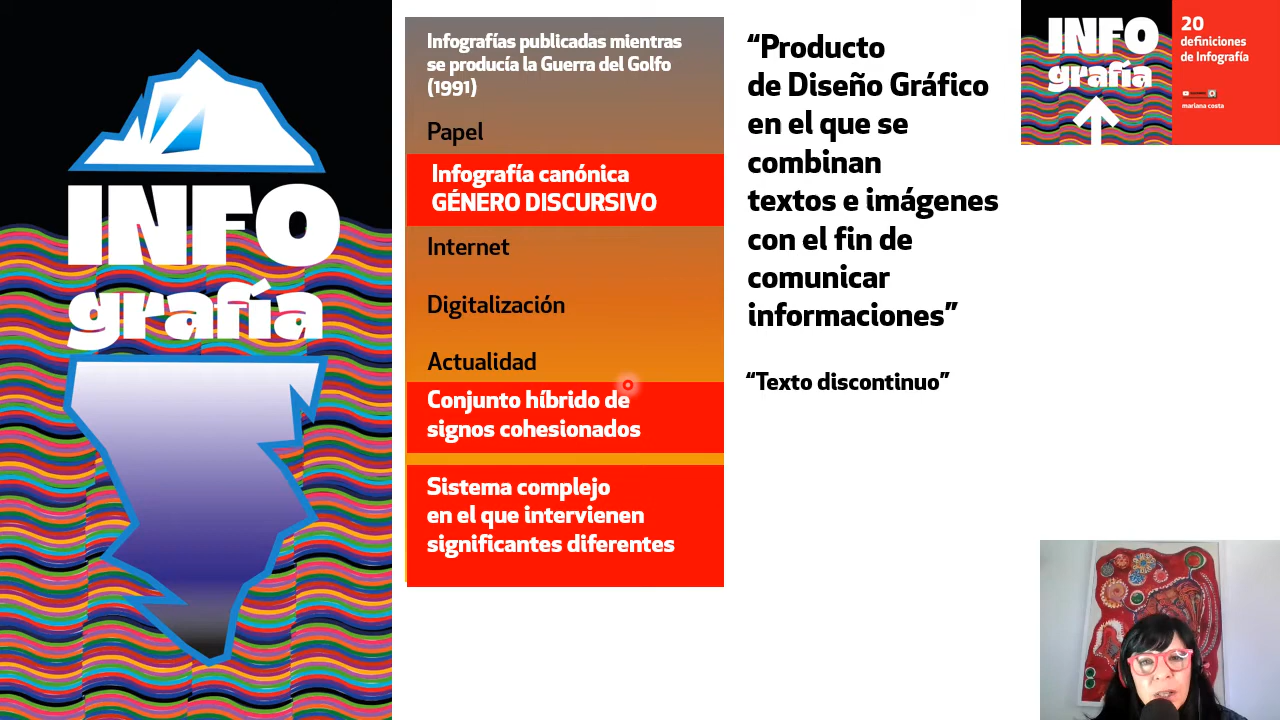 INFO
grafía
Infografías publicadas mientras
se producía la Guerra del Golfo
(1991)
Papel
Infografía canónica
GÉNERO DISCURSIVO
Internet
Digitalización
Actualidad
Conjunto híbrido de
signos cohesionados
Sistema complejo
en el que intervienen
significantes diferentes
“Producto
de Diseño Gráfico
en el que se
combinan
textos e imágenes
con el fin de
comunicar
informaciones”
“Texto discontinuo”
INFO
grafía
20
definiciones
de Infografía
mariana costa